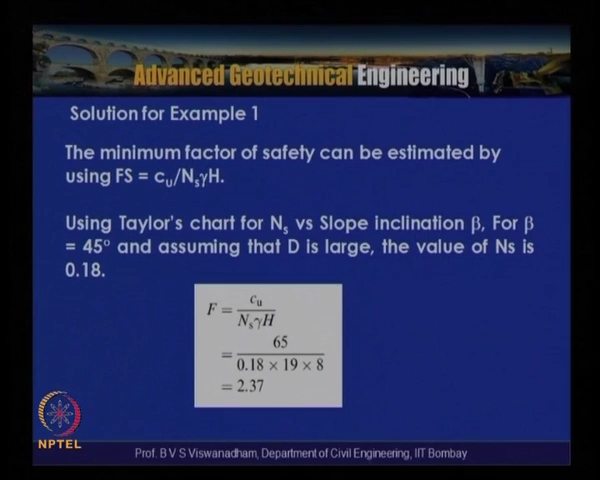 Advanced Geotechnical Engineering
Solution for Example 1
The minimum factor of safety can be estimated by
using FS = cᵤ/NₛγH.
Using Taylor's chart for Nₛ vs Slope inclination β, For β
= 45° and assuming that D is large, the value of Ns is
0.18.
F = cᵤ / NₛγH
= 65 / 0.18 × 19 × 8
= 2.37
NPTEL
Prof. B V S Viswanadham, Department of Civil Engineering, IIT Bombay